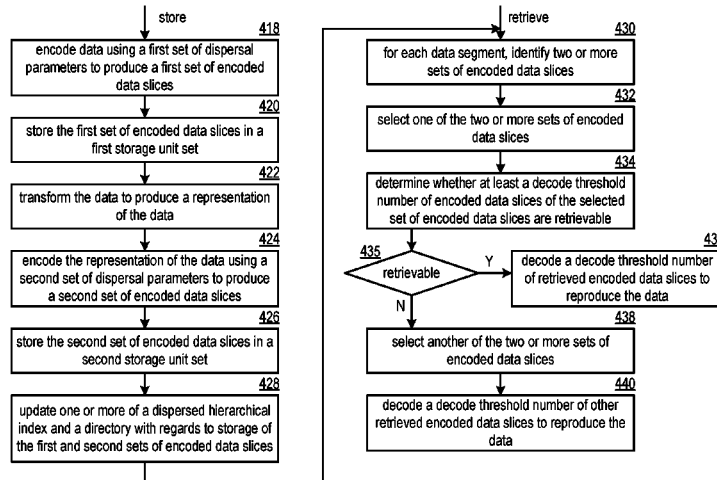 store
418
encode data using a first set of dispersal
parameters to produce a first set of encoded
data slices
420
store the first set of encoded data slices in a
first storage unit set
422
transform the data to produce a representation
of the data
424
encode the representation of the data using a
second set of dispersal parameters to produce
a second set of encoded data slices
426
store the second set of encoded data slices in a
second storage unit set
428
update one or more of a dispersed hierarchical
index and a directory with regards to storage of
the first and second sets of encoded data slices
retrieve
430
for each data segment, identify two or more
sets of encoded data slices
432
select one of the two or more sets of encoded
data slices
434
determine whether at least a decode threshold
number of encoded data slices of the selected
set of encoded data slices are retrievable
435
retrievable
Y
N
43
decode a decode threshold number
of retrieved encoded data slices to
reproduce the data
438
select another of the two or more sets of
encoded data slices
440
decode a decode threshold number of other
retrieved encoded data slices to reproduce the
data